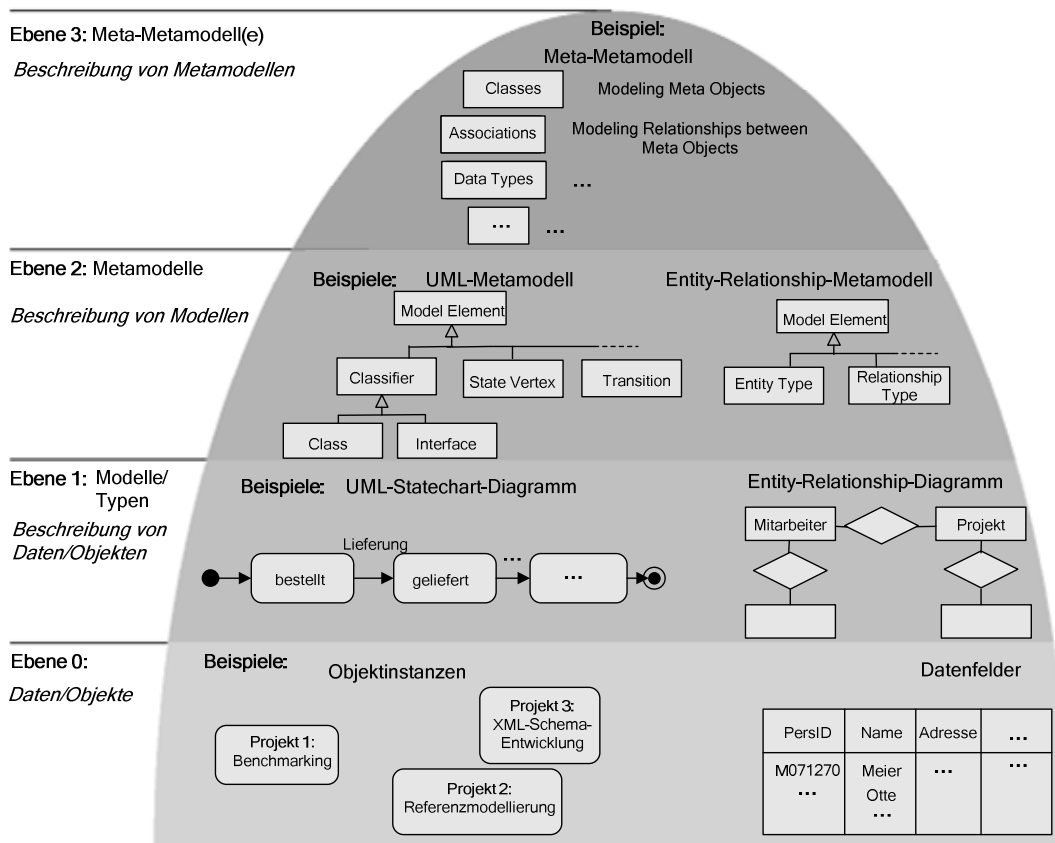 Ebene 3: Meta-Metamodell(e)
Beschreibung von Metamodellen
Beispiel:
Meta-Metamodell
Classes
Modeling Meta Objects
Associations
Modeling Relationships between
Meta Objects
Data Types
...
...
...
Ebene 2: Metamodelle
Beschreibung von Modellen
Beispiele:
UML-Metamodell
Model Element
Classifier
State Vertex
Transition
Class
Interface
Entity-Relationship-Metamodell
Model Element
Entity Type
Relationship
Type
Ebene 1: Modelle/
Typen
Beschreibung von
Daten/Objekten
Beispiele:
UML-Statechart-Diagramm
bestellt
Lieferung
geliefert
...
...
Entity-Relationship-Diagramm
Mitarbeiter
Projekt
Ebene 0:
Daten/Objekte
Beispiele:
Objektinstanzen
Projekt 1:
Benchmarking
Projekt 3:
XML-Schema-
Entwicklung
Projekt 2:
Referenzmodellierung
Datenfelder
PersID
Name
Adresse
...
M071270
Meier
...
...
...
Otte
...